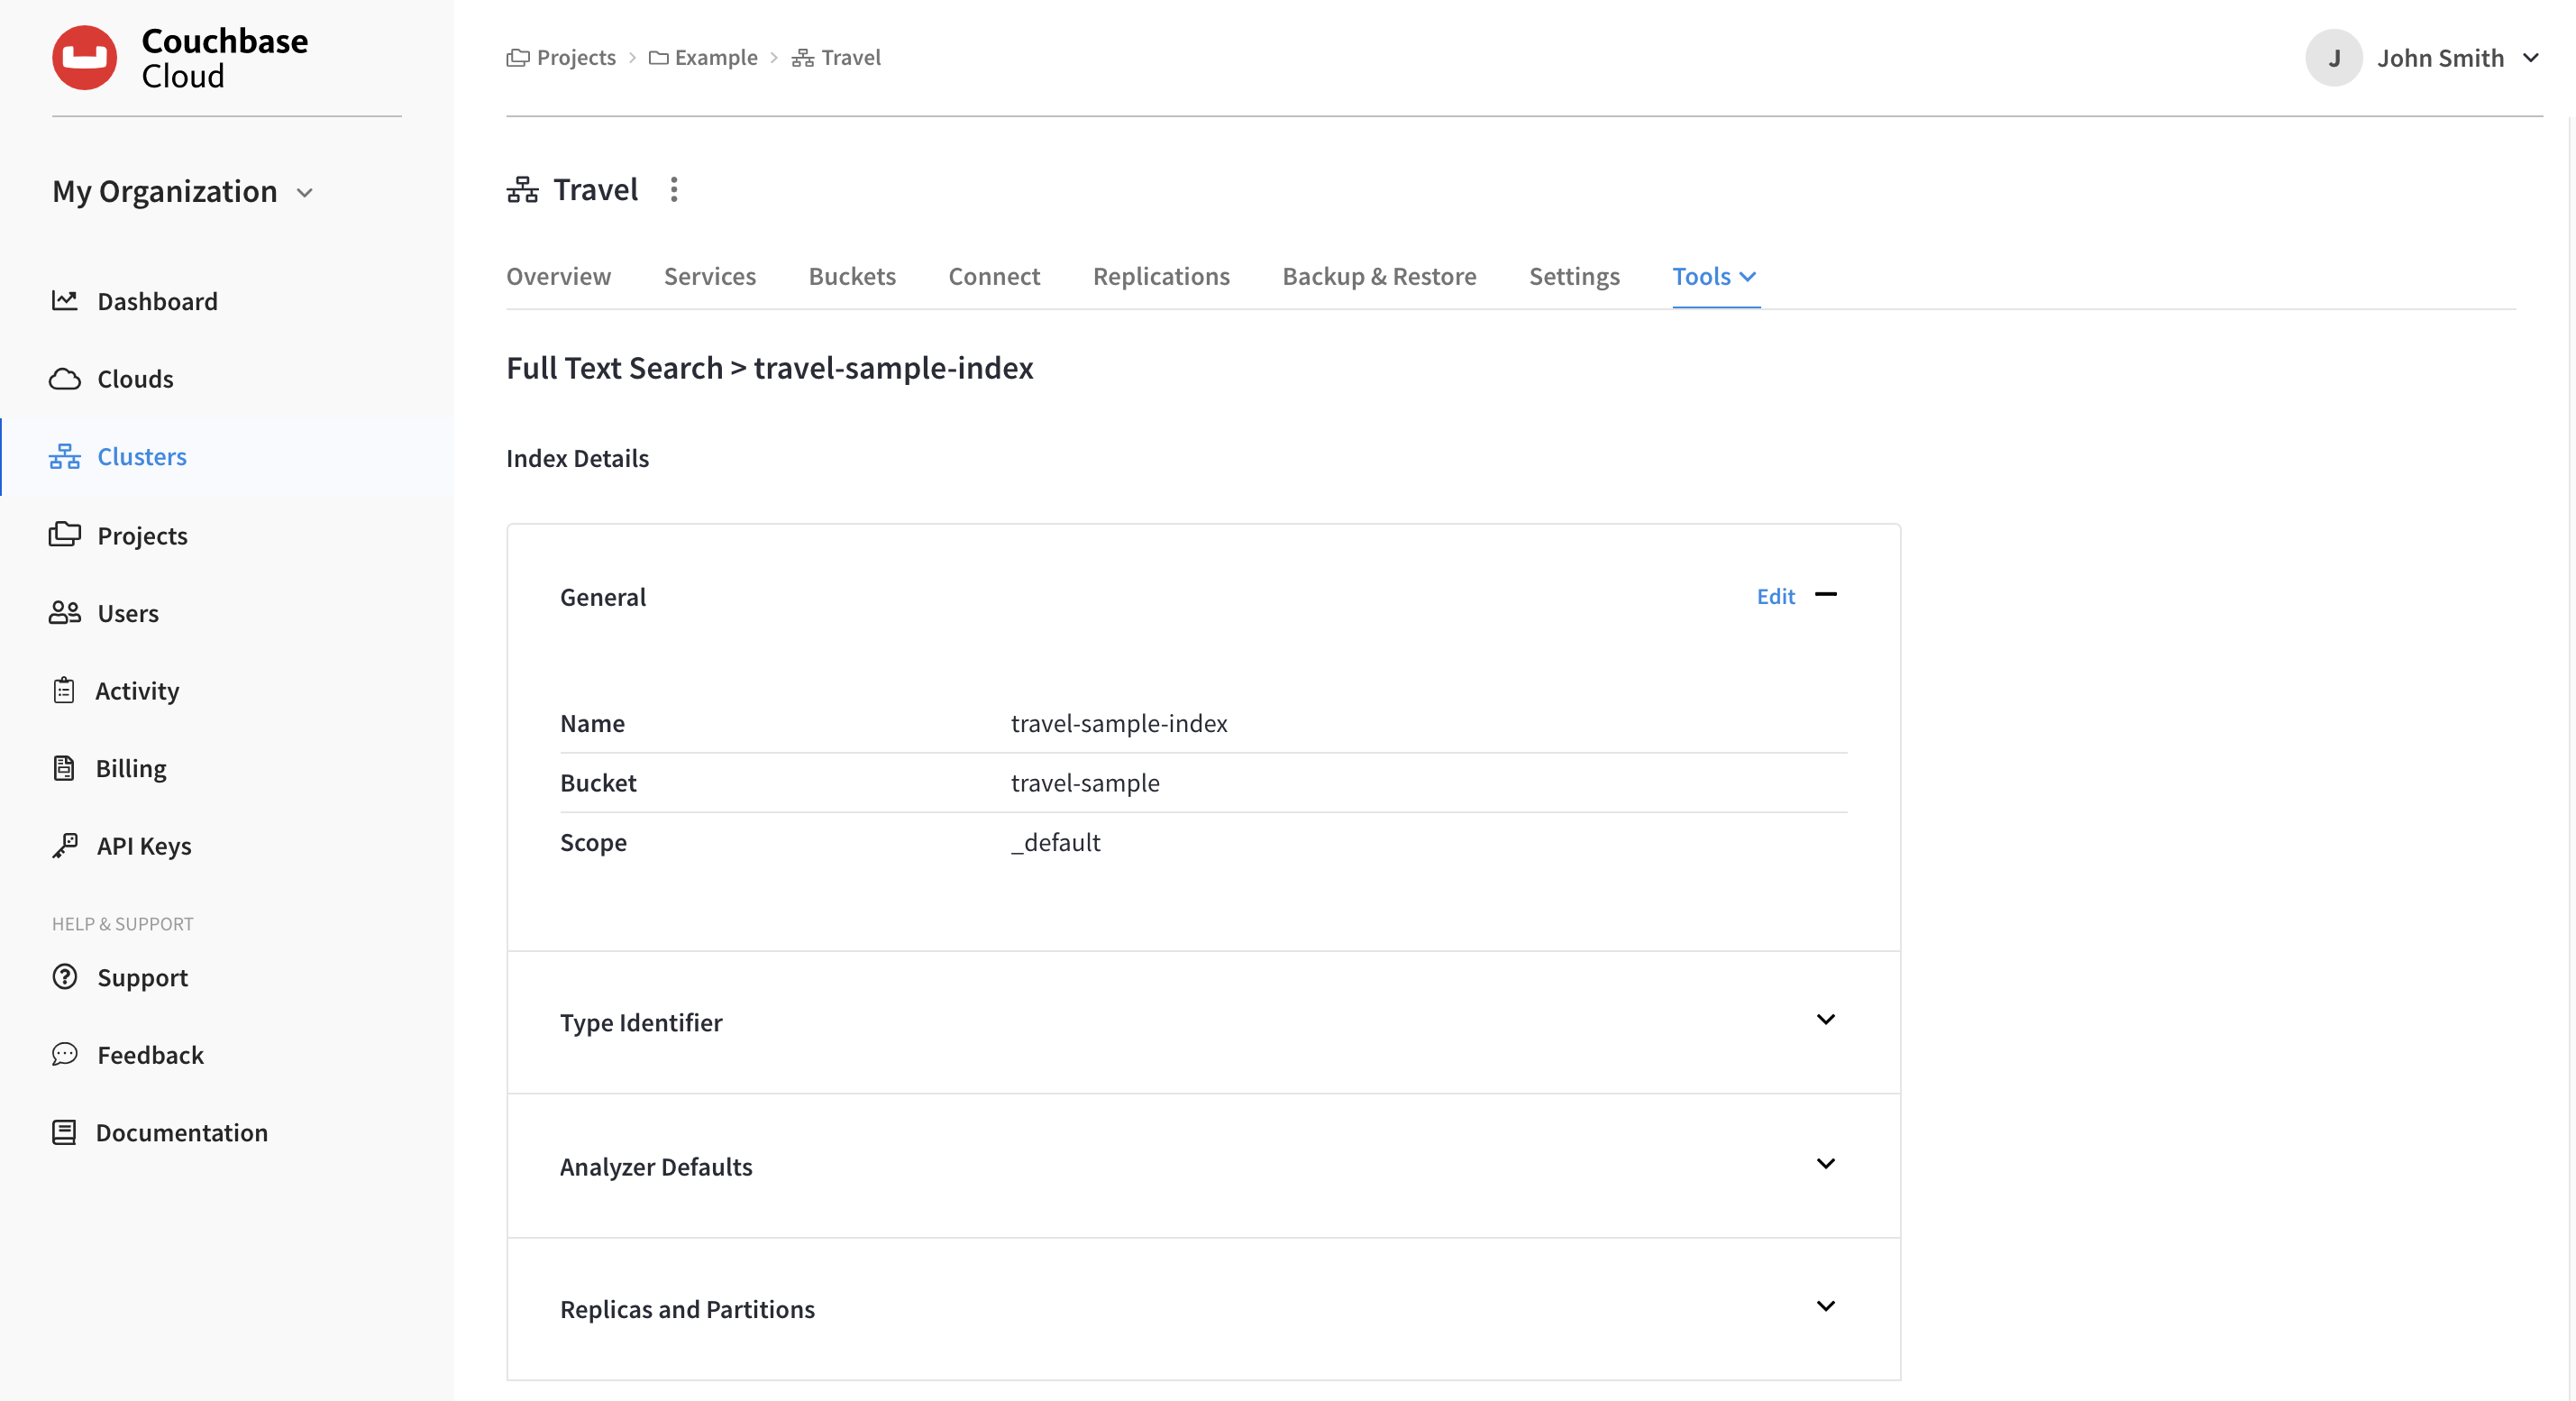 Couchbase
Cloud
My Organization
Dashboard
Clouds
Clusters
Projects
Users
Activity
Billing
API Keys
HELP & SUPPORT
Support
Feedback
Documentation
Projects > Example > Travel
J John Smith
Travel
Overview Services Buckets Connect Replications Backup & Restore Settings Tools
Full Text Search > travel-sample-index
Index Details
General Edit
Name travel-sample-index
Bucket travel-sample
Scope _default
Type Identifier
Analyzer Defaults
Replicas and Partitions